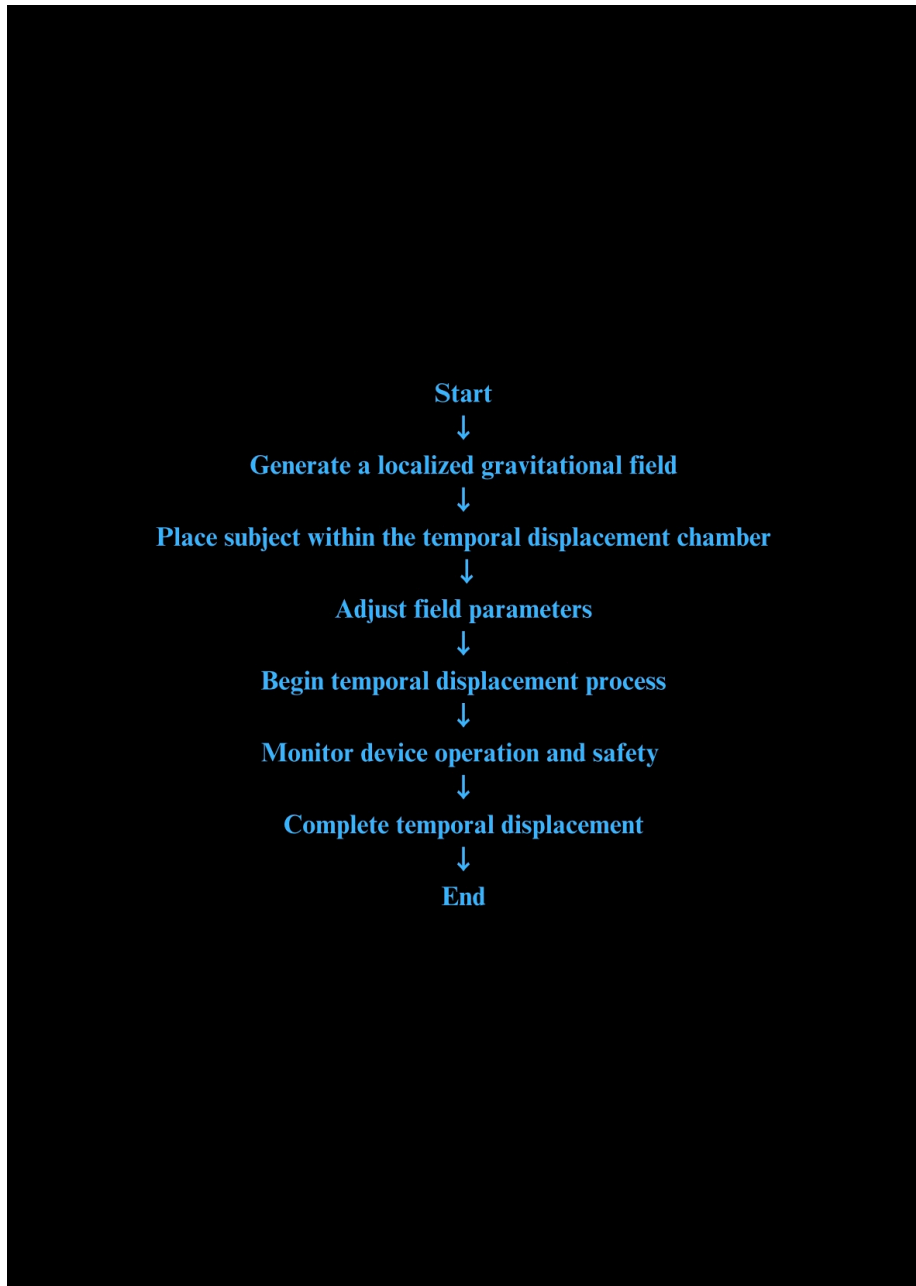 Start
↓
Generate a localized gravitational field
↓
Place subject within the temporal displacement chamber
↓
Adjust field parameters
↓
Begin temporal displacement process
↓
Monitor device operation and safety
↓
Complete temporal displacement
↓
End